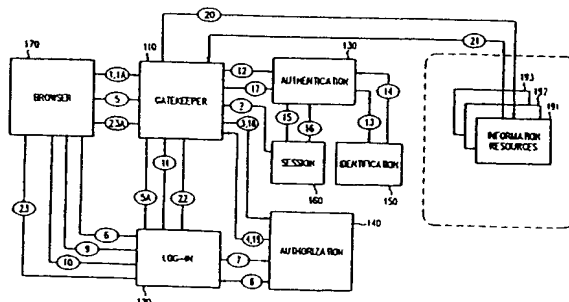 20
170
110
130
21
1,1A
12
193
BROWSER
GATEKEEPER
17
AUTHENTICATION
14
192
5
2
191
2,3A
3,18
15
16
13
INFORMATION
RESOURCES
SESSION
IDENTIFICATION
11
5A
22
160
150
140
23
6
4,19
9
LOG-IN
7
AUTHORIZATION
10
8
120